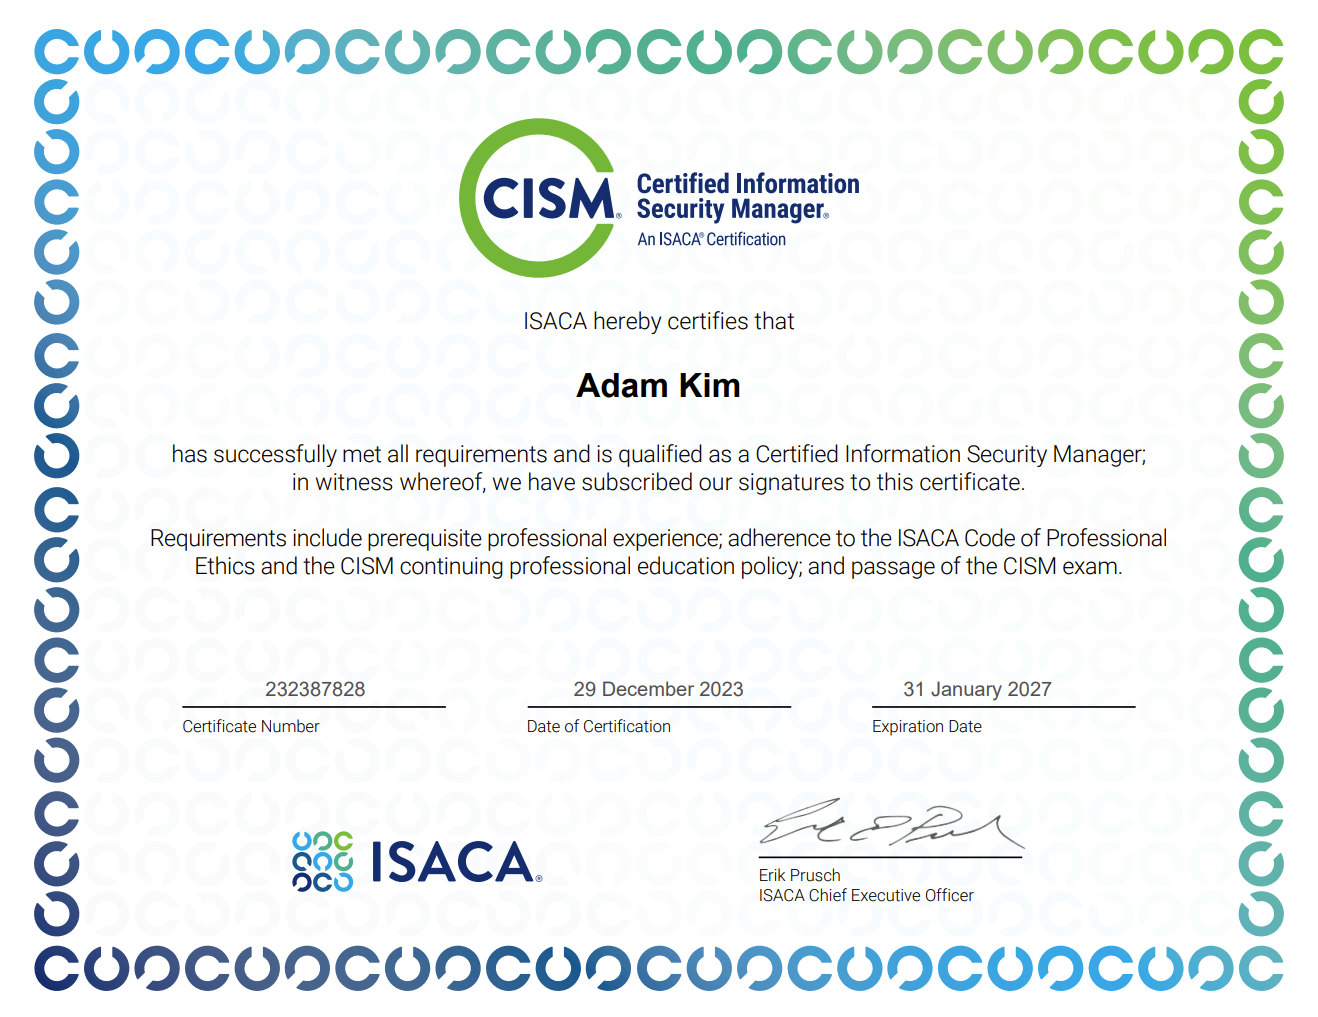 CISM®
Certified Information
Security Manager®
An ISACA® Certification
ISACA hereby certifies that
Adam Kim
has successfully met all requirements and is qualified as a Certified Information Security Manager;
in witness whereof, we have subscribed our signatures to this certificate.
Requirements include prerequisite professional experience; adherence to the ISACA Code of Professional
Ethics and the CISM continuing professional education policy; and passage of the CISM exam.
232387828
Certificate Number
29 December 2023
Date of Certification
31 January 2027
Expiration Date
ISACA®
Erik Prusch
ISACA Chief Executive Officer